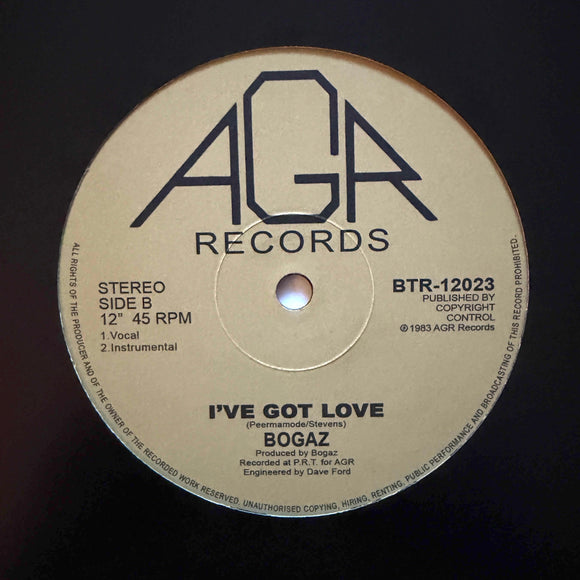 AGR
RECORDS
STEREO
SIDE B
12" 45 RPM
1.Vocal
2.Instrumental
BTR-12023
PUBLISHED BY
COPYRIGHT
CONTROL
℗ 1983 AGR Records
I'VE GOT LOVE
(Peermamode/Stevens)
BOGAZ
Produced by Bogaz
Recorded at P.R.T. for AGR
Engineered by Dave Ford
ALL RIGHTS OF THE PRODUCER AND OF THE OWNER OF THE RECORDED WORK RESERVED. UNAUTHORISED COPYING, HIRING, RENTING, PUBLIC PERFORMANCE AND BROADCASTING OF THIS RECORD PROHIBITED.